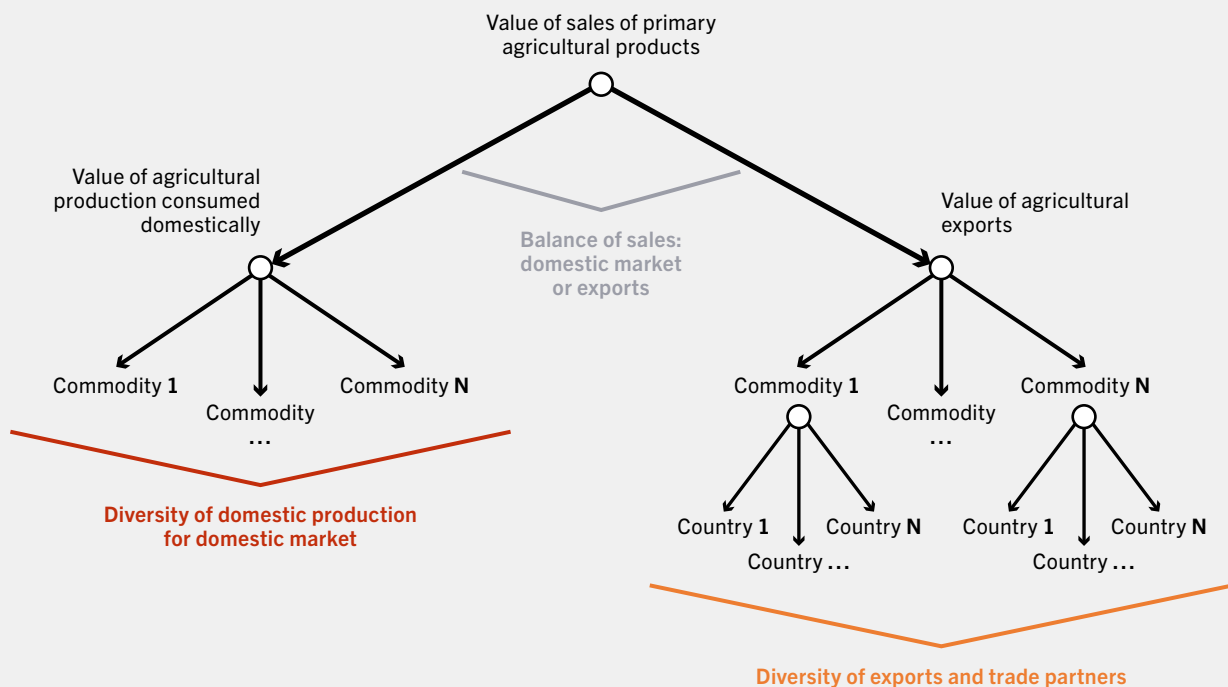 Value of sales of primary
agricultural products
Value of agricultural
production consumed
domestically
Balance of sales:
domestic market
or exports
Value of agricultural
exports
Commodity 1
Commodity
...
Commodity N
Diversity of domestic production
for domestic market
Commodity 1
Commodity
...
Commodity N
Country 1
Country ...
Country N
Country 1
Country ...
Country N
Diversity of exports and trade partners